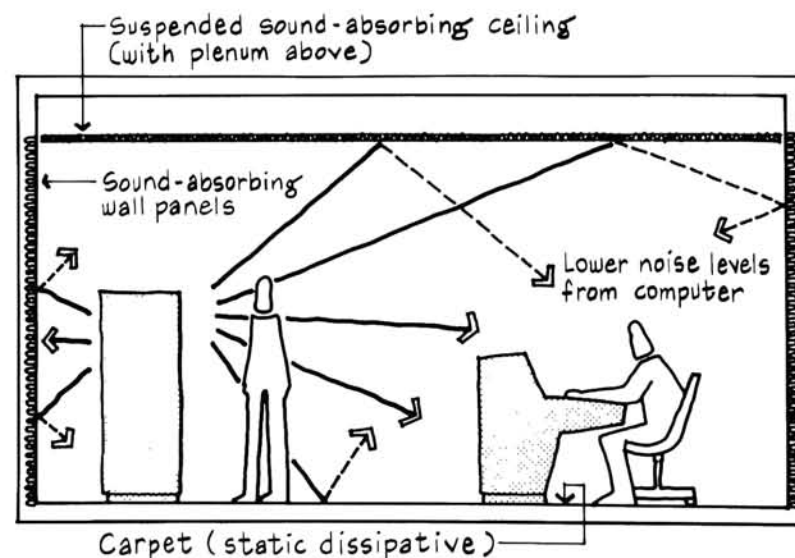 Suspended sound-absorbing ceiling
(with plenum above)
Sound-absorbing
wall panels
Lower noise levels
from computer
Carpet (static dissipative)